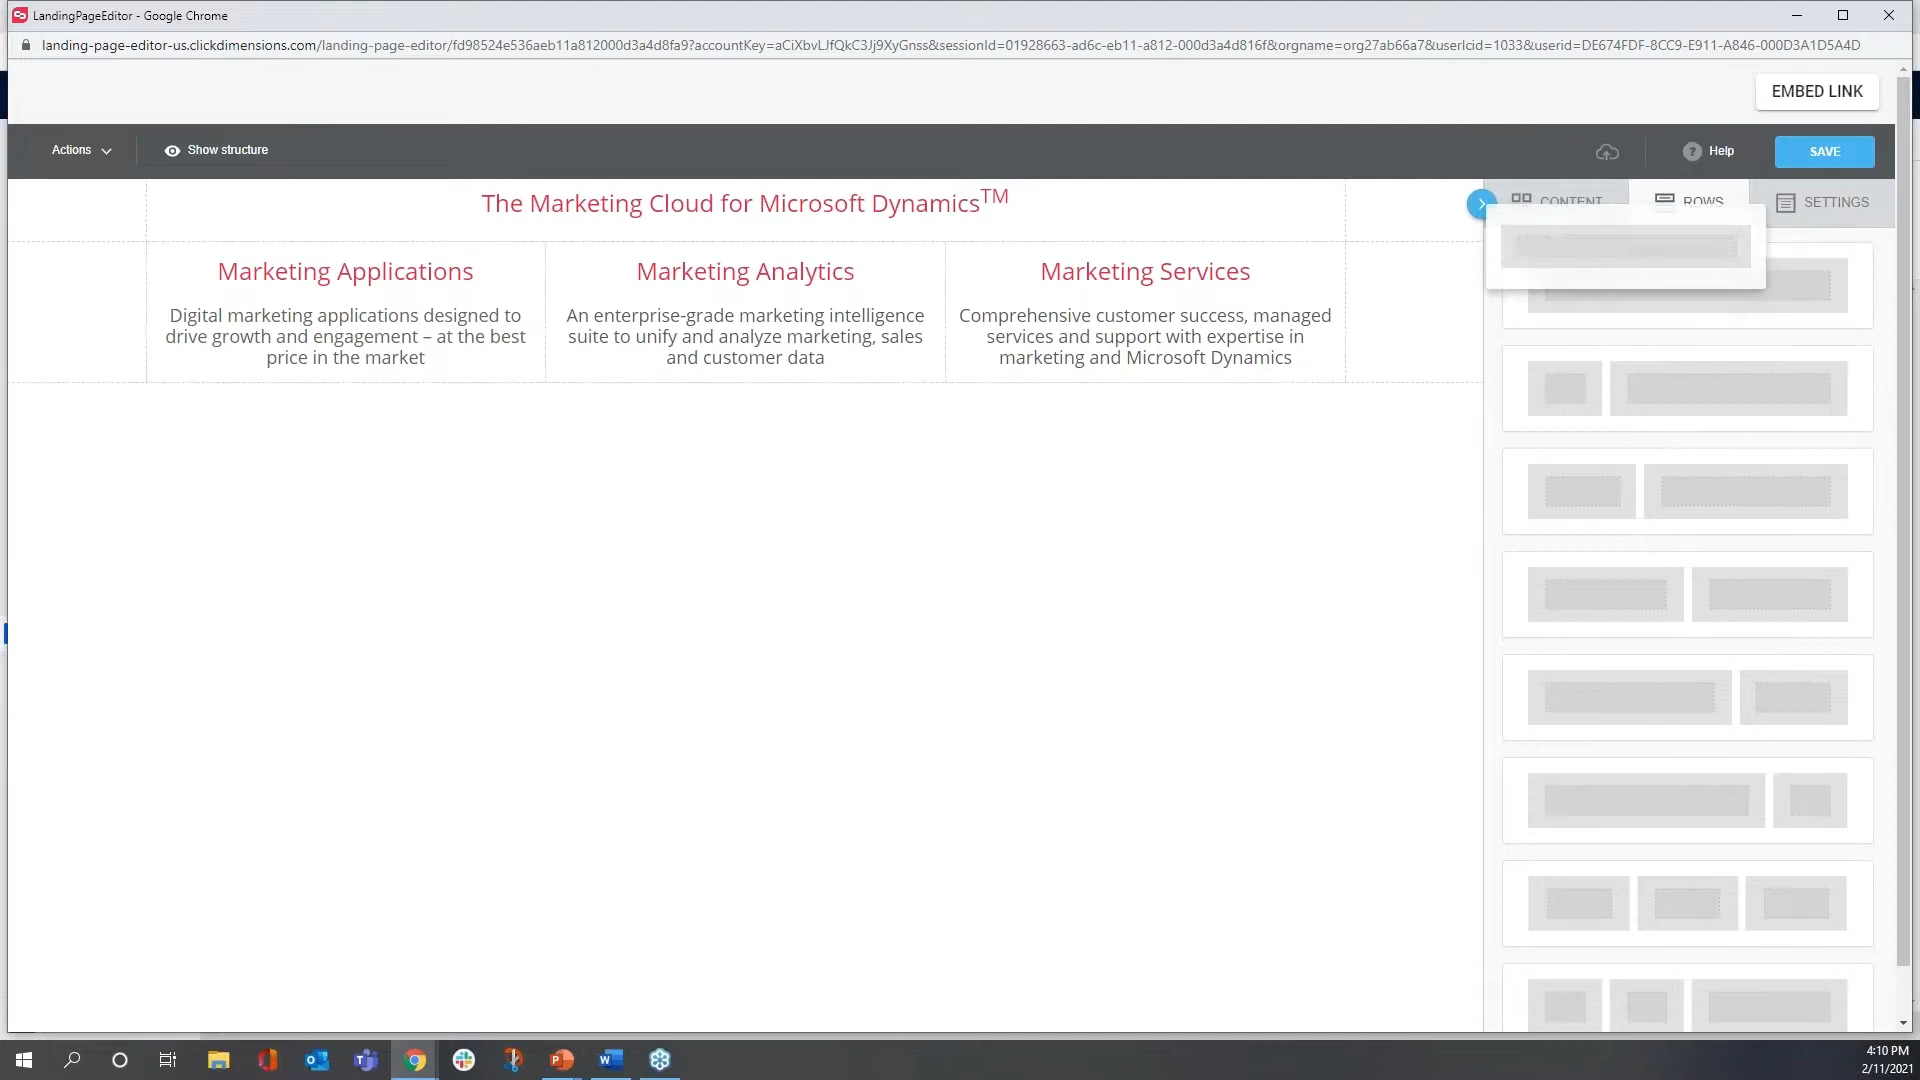 LandingPageEditor - Google Chrome
landing-page-editor-us.clickdimensions.com/landing-page-editor/fd98524e536aeb11a812000d3a4d8fa9?accountKey=aCiXbvLJfQkC3Jj9XyGnss&sessionId=01928663-ad6c-eb11-a812-000d3a4d816f&orgname=org27ab66a7&userlcid=1033&userid=DE674FDF-8CC9-E911-A846-000D3A1D5A4D
EMBED LINK
Actions Show structure ? Help SAVE
CONTENT ROWS SETTINGS
The Marketing Cloud for Microsoft Dynamics™
Marketing Applications
Digital marketing applications designed to
drive growth and engagement – at the best
price in the market
Marketing Analytics
An enterprise-grade marketing intelligence
suite to unify and analyze marketing, sales
and customer data
Marketing Services
Comprehensive customer success, managed
services and support with expertise in
marketing and Microsoft Dynamics
4:10 PM
2/11/2021